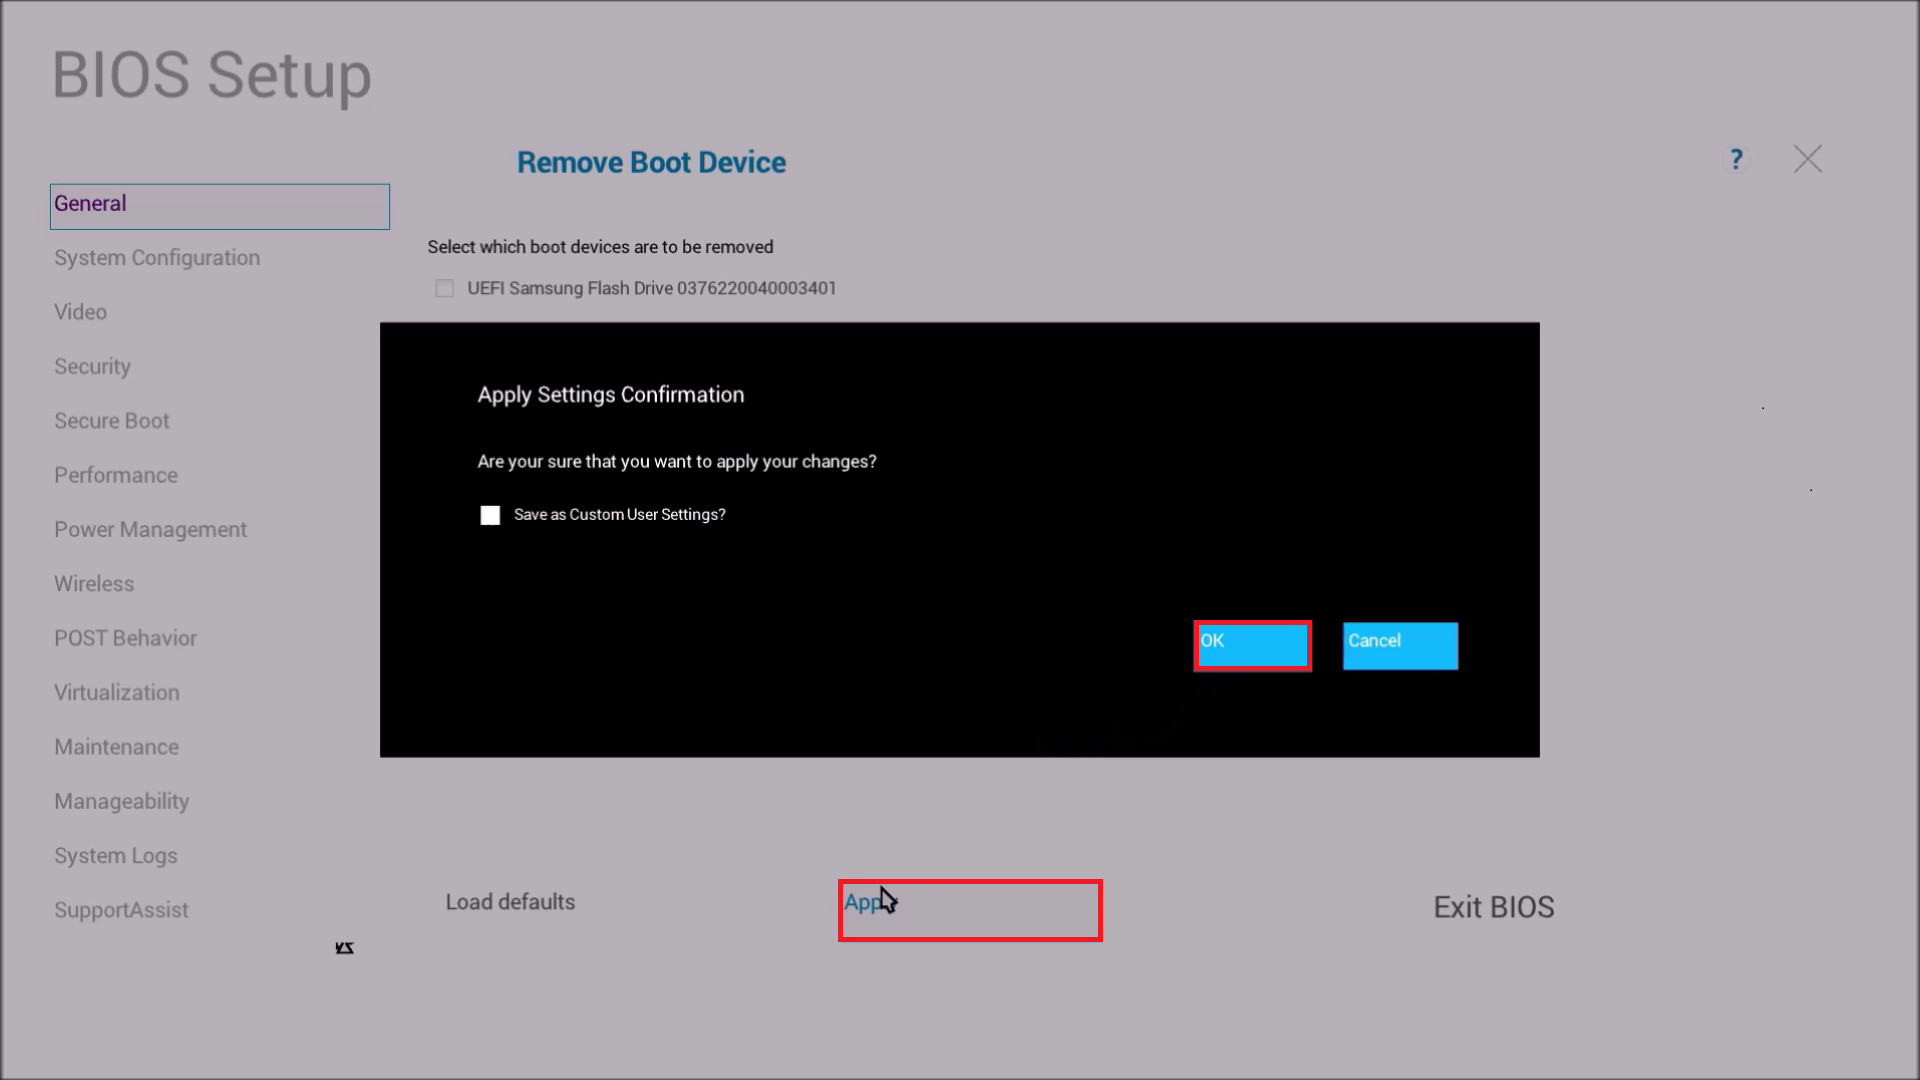 BIOS Setup
Remove Boot Device
?
General
System Configuration
Video
Security
Secure Boot
Performance
Power Management
Wireless
POST Behavior
Virtualization
Maintenance
Manageability
System Logs
SupportAssist
Select which boot devices are to be removed
UEFI Samsung Flash Drive 0376220040003401
Apply Settings Confirmation
Are your sure that you want to apply your changes?
Save as Custom User Settings?
OK
Cancel
Load defaults
Exit BIOS